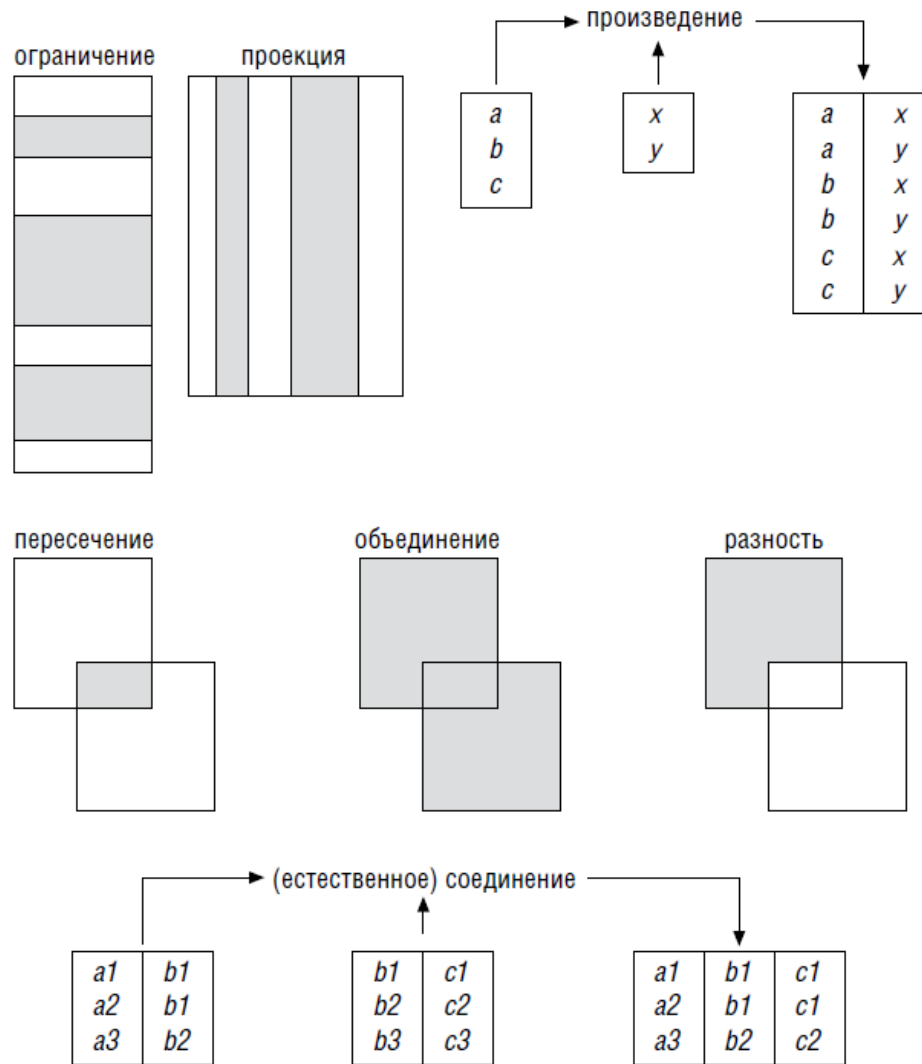 произведение
ограничение
проекция
a
b
c
x
y
a x
a y
b x
b y
c x
c y
пересечение
объединение
разность
(естественное) соединение
a1 b1
a2 b1
a3 b2
b1 c1
b2 c2
b3 c3
a1 b1 c1
a2 b1 c1
a3 b2 c2